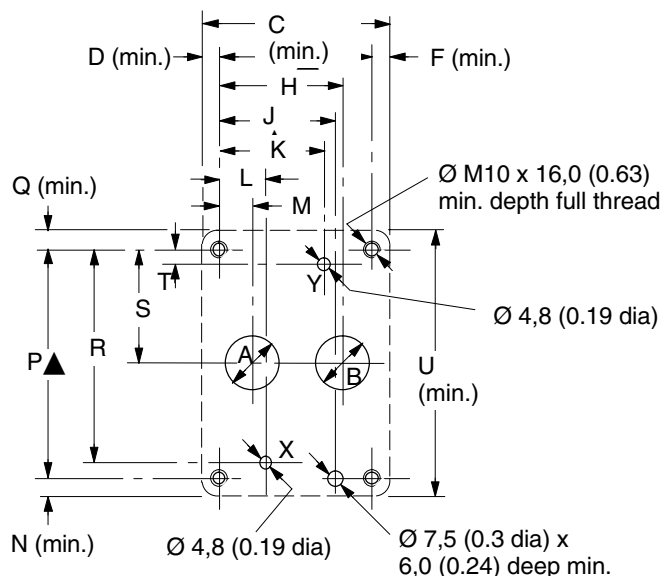 C
(min.)
D (min.)
F (min.)
H
J
K
L
M
Q (min.)
Ø M10 x 16,0 (0.63)
min. depth full thread
T
Y
S
Ø 4,8 (0.19 dia)
P▲
R
A
B
U
(min.)
X
N (min.)
Ø 4,8 (0.19 dia)
Ø 7,5 (0.3 dia) x
6,0 (0.24) deep min.